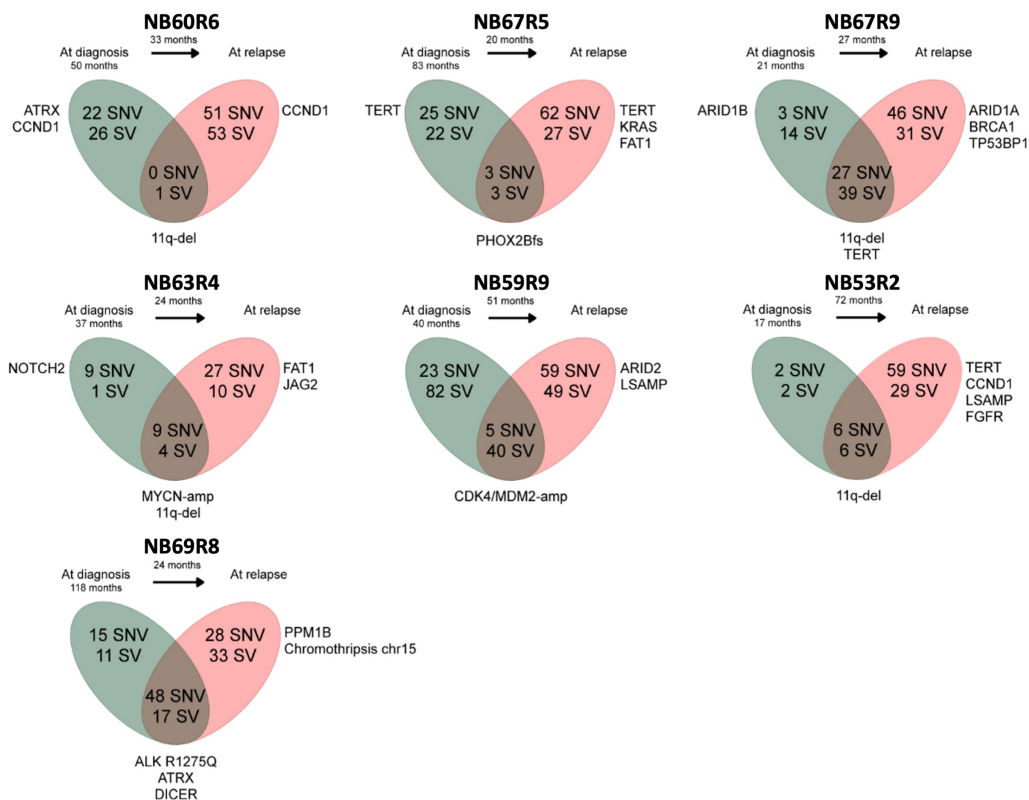 NB60R6
33 months
At diagnosis
50 months
At relapse
ATRX
CCND1
22 SNV
26 SV
51 SNV
53 SV
CCND1
0 SNV
1 SV
11q-del
NB67R5
20 months
At diagnosis
83 months
At relapse
TERT
25 SNV
22 SV
62 SNV
27 SV
TERT
KRAS
FAT1
3 SNV
3 SV
PHOX2Bfs
NB67R9
27 months
At diagnosis
21 months
At relapse
ARID1B
3 SNV
14 SV
46 SNV
31 SV
ARID1A
BRCA1
TP53BP1
27 SNV
39 SV
11q-del
TERT
NB63R4
24 months
At diagnosis
37 months
At relapse
NOTCH2
9 SNV
1 SV
27 SNV
10 SV
FAT1
JAG2
9 SNV
4 SV
MYCN-amp
11q-del
NB59R9
51 months
At diagnosis
40 months
At relapse
23 SNV
82 SV
59 SNV
49 SV
ARID2
LSAMP
5 SNV
40 SV
CDK4/MDM2-amp
NB53R2
72 months
At diagnosis
17 months
At relapse
2 SNV
2 SV
59 SNV
29 SV
TERT
CCND1
LSAMP
FGFR
6 SNV
6 SV
11q-del
NB69R8
24 months
At diagnosis
118 months
At relapse
15 SNV
11 SV
28 SNV
33 SV
PPM1B
Chromothripsis chr15
48 SNV
17 SV
ALK R1275Q
ATRX
DICER